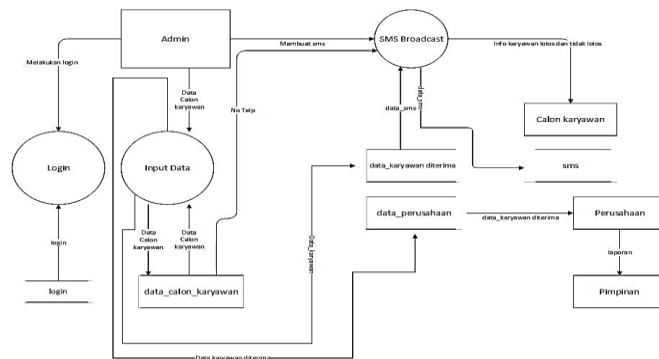 Admin
Membuat sms
SMS Broadcast
Info karyawan lolos dan tidak lolos
Melakukan login
Data
Calon
karyawan
No Telp
data_sms
data_sms
Calon karyawan
Login
Input Data
data_karyawan diterima
sms
data_perusahaan
data_karyawan diterima
Perusahaan
login
Data
Calon
karyawan
Data
Calon
karyawan
Data_karyawan
laporan
login
data_calon_karyawan
Pimpinan
Data karyawan diterima